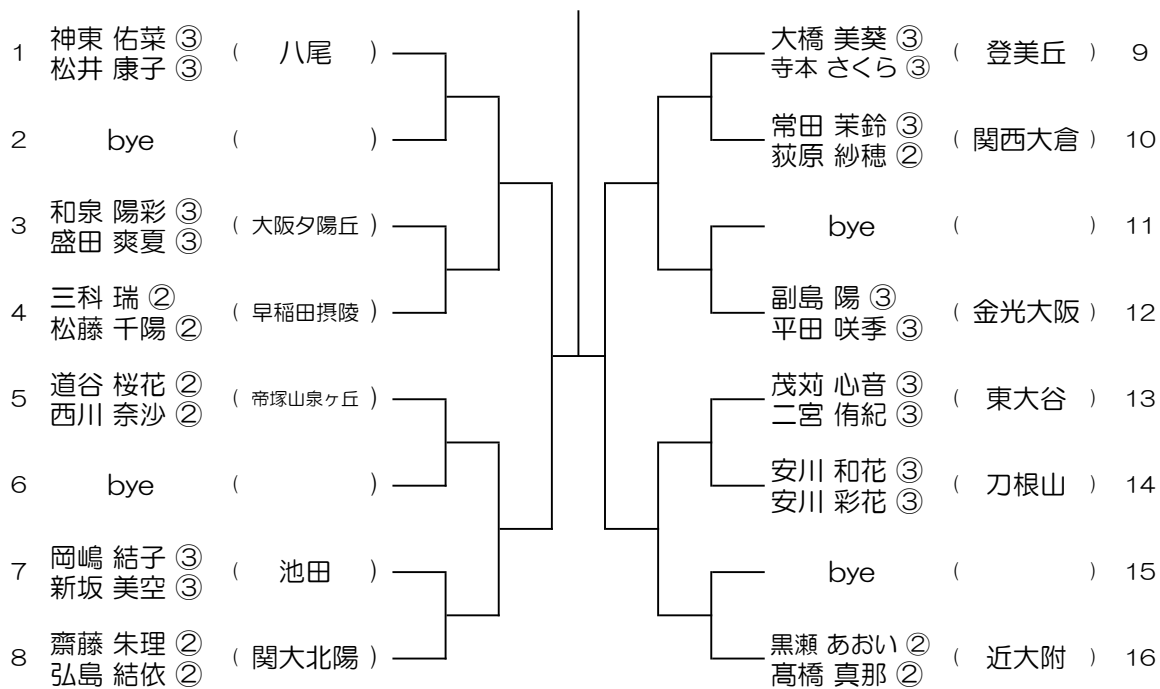 神東 佑菜 ③
1 ( 八尾 )
松井 康子 ③
2 bye ( )
和泉 陽彩 ③
3 ( 大阪夕陽丘 )
盛田 爽夏 ③
三科 瑞 ②
4 ( 早稲田摂陵 )
松藤 千陽 ②
道谷 桜花 ②
5 ( 帝塚山泉ヶ丘 )
西川 奈沙 ②
6 bye ( )
岡嶋 結子 ③
7 ( 池田 )
新坂 美空 ③
齋藤 朱理 ②
8 ( 関大北陽 )
弘島 結依 ②
大橋 美葵 ③
( 登美丘 ) 9
寺本 さくら ③
常田 茉鈴 ③
( 関西大倉 ) 10
荻原 紗穂 ②
bye ( ) 11
副島 陽 ③
( 金光大阪 ) 12
平田 咲季 ③
茂苅 心音 ③
( 東大谷 ) 13
二宮 侑紀 ③
安川 和花 ③
( 刀根山 ) 14
安川 彩花 ③
bye ( ) 15
黒瀬 あおい ②
( 近大附 ) 16
髙橋 真那 ②